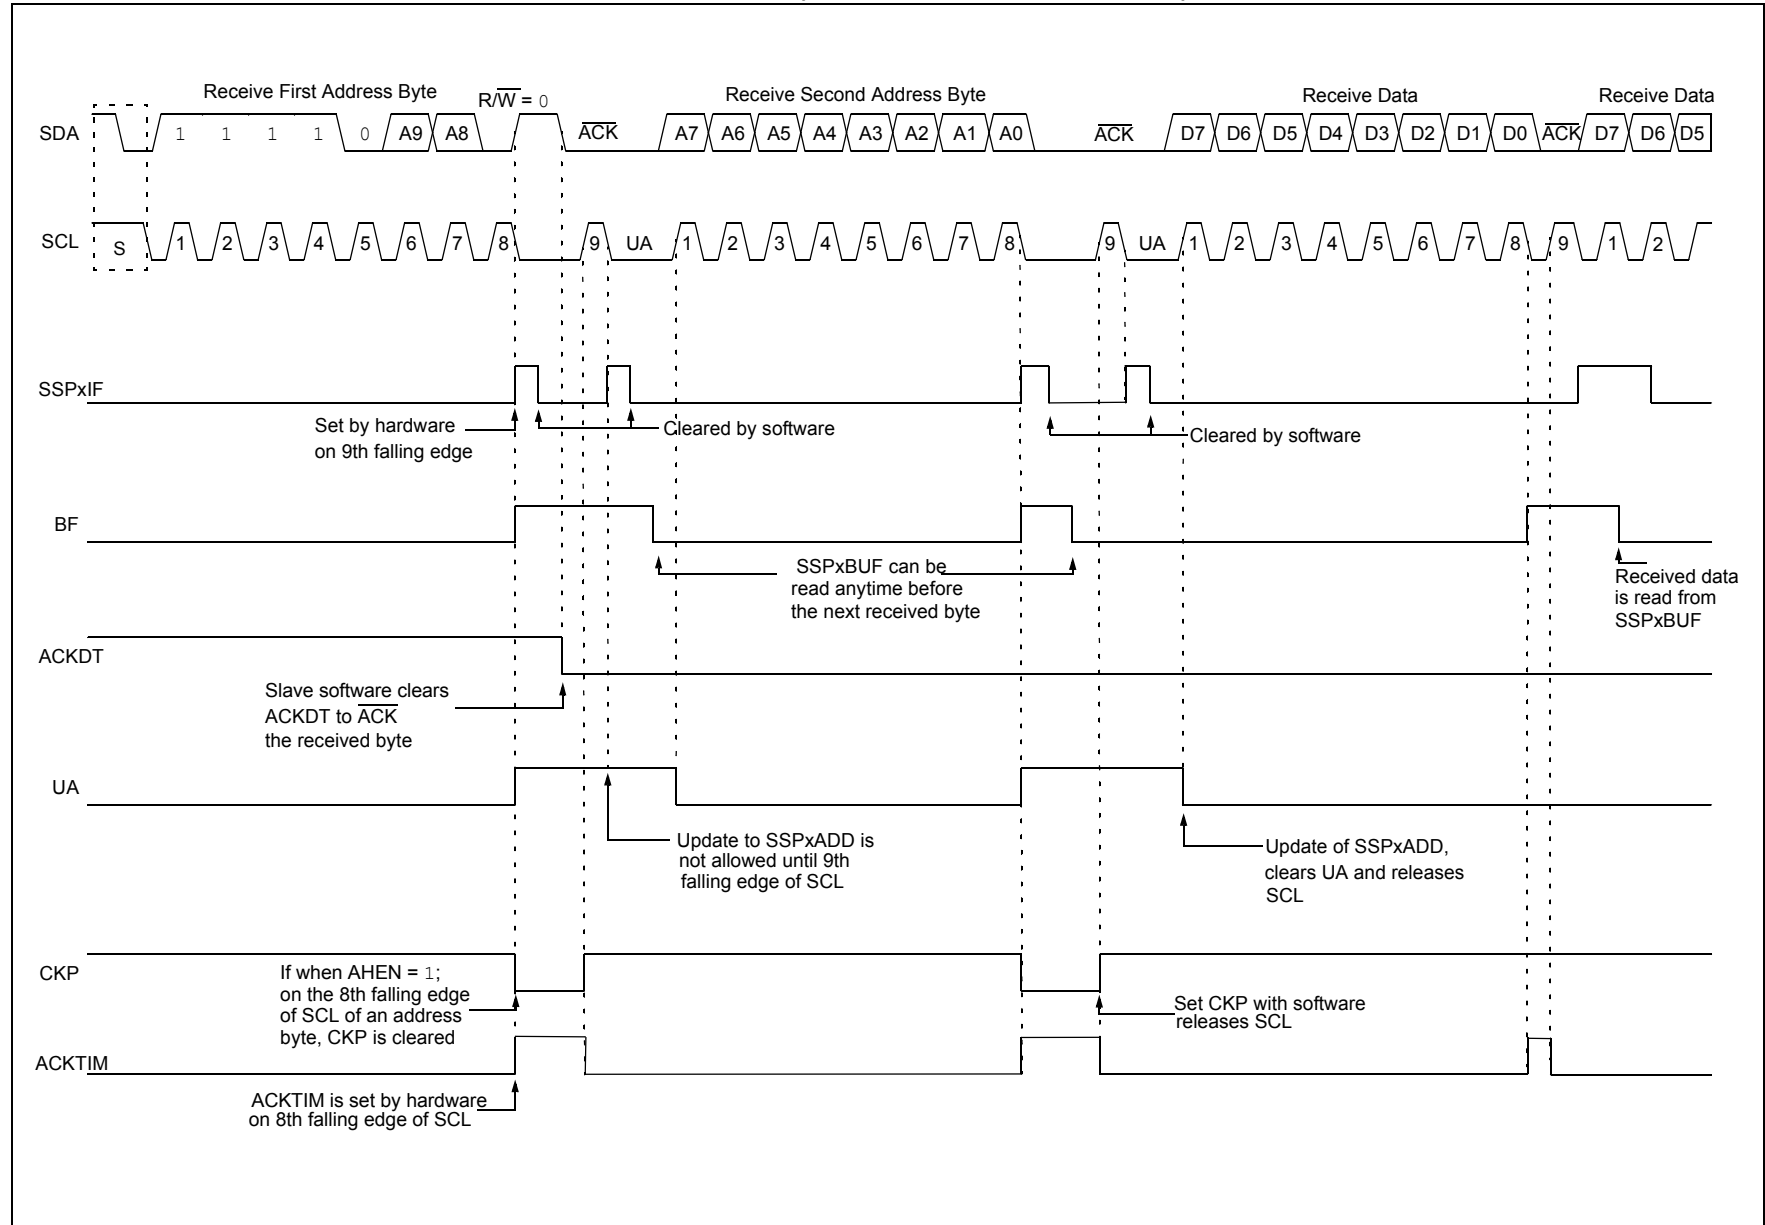 Receive First Address Byte
R/W = 0
Receive Second Address Byte
Receive Data
Receive Data
SDA
1 1 1 1 0 A9 A8
ACK
A7 A6 A5 A4 A3 A2 A1 A0
ACK
D7 D6 D5 D4 D3 D2 D1 D0
ACK
D7 D6 D5
SCL
S
1 2 3 4 5 6 7 8 9 UA 1 2 3 4 5 6 7 8 9 UA 1 2 3 4 5 6 7 8 9 1 2
SSPxIF
Set by hardware
on 9th falling edge
Cleared by software
Cleared by software
BF
SSPxBUF can be
read anytime before
the next received byte
Received data
is read from
SSPxBUF
ACKDT
Slave software clears
ACKDT to ACK
the received byte
UA
Update to SSPxADD is
not allowed until 9th
falling edge of SCL
Update of SSPxADD,
clears UA and releases
SCL
CKP
If when AHEN = 1;
on the 8th falling edge
of SCL of an address
byte, CKP is cleared
Set CKP with software
releases SCL
ACKTIM
ACKTIM is set by hardware
on 8th falling edge of SCL